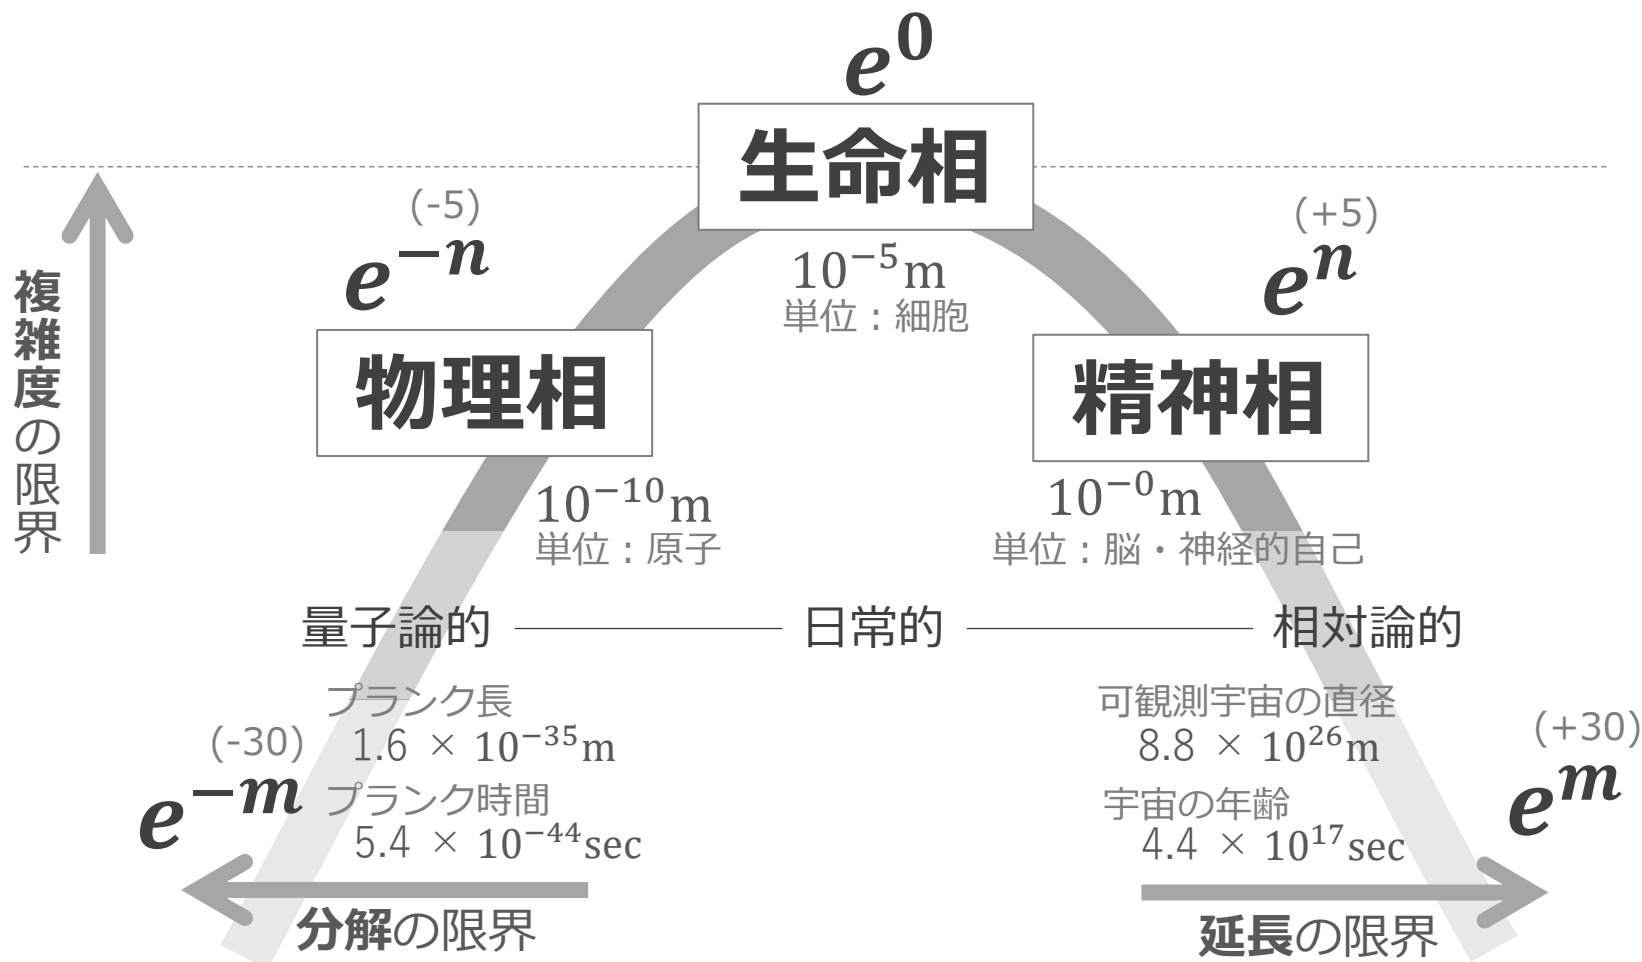 e⁰
生命相
10⁻⁵m
単位：細胞
(-5)
e⁻ⁿ
物理相
10⁻¹⁰m
単位：原子
(+5)
eⁿ
精神相
10⁻⁰m
単位：脳・神経的自己
複雑度の限界
量子論的
日常的
相対論的
プランク長
1.6 × 10⁻³⁵m
プランク時間
5.4 × 10⁻⁴⁴sec
(-30)
e⁻ᵐ
分解の限界
可観測宇宙の直径
8.8 × 10²⁶m
宇宙の年齢
4.4 × 10¹⁷sec
(+30)
eᵐ
延長の限界